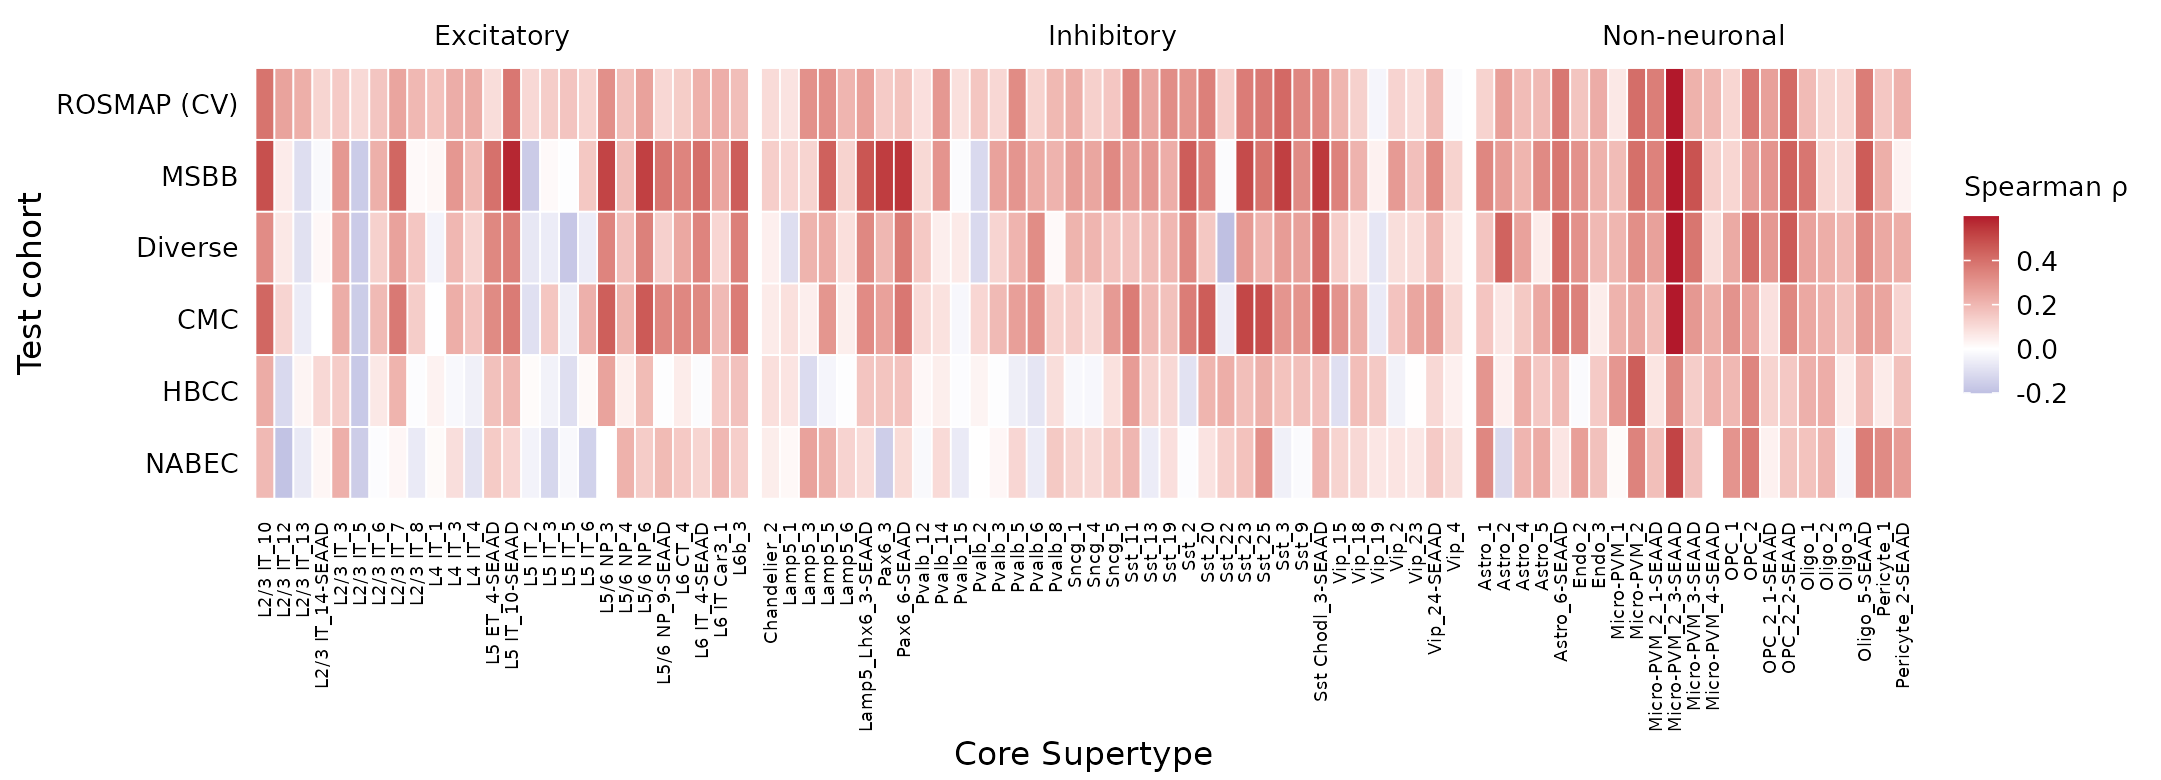 Excitatory
Inhibitory
Non-neuronal
Test cohort
ROSMAP (CV)
MSBB
Diverse
CMC
HBCC
NABEC
Spearman ρ
0.4
0.2
0.0
-0.2
L2/3 IT_10
L2/3 IT_12
L2/3 IT_13
L2/3 IT_14-SEAAD
L2/3 IT_3
L2/3 IT_5
L2/3 IT_6
L2/3 IT_7
L2/3 IT_8
L4 IT_1
L4 IT_3
L4 IT_4
L5 ET_4-SEAAD
L5 IT_10-SEAAD
L5 IT_2
L5 IT_3
L5 IT_5
L5 IT_6
L5/6 NP_3
L5/6 NP_4
L5/6 NP_6
L5/6 NP_9-SEAAD
L6 CT_4
L6 IT_4-SEAAD
L6 IT Car3_1
L6b_3
Chandelier_2
Lamp5_1
Lamp5_3
Lamp5_5
Lamp5_6
Lamp5_Lhx6_3-SEAAD
Pax6_3
Pax6_6-SEAAD
Pvalb_12
Pvalb_14
Pvalb_15
Pvalb_2
Pvalb_3
Pvalb_5
Pvalb_6
Pvalb_8
Sncg_1
Sncg_4
Sncg_5
Sst_11
Sst_13
Sst_19
Sst_2
Sst_20
Sst_22
Sst_23
Sst_25
Sst_3
Sst_9
Sst Chodl_3-SEAAD
Vip_15
Vip_18
Vip_19
Vip_2
Vip_23
Vip_24-SEAAD
Vip_4
Astro_1
Astro_2
Astro_4
Astro_5
Astro_6-SEAAD
Endo_2
Endo_3
Micro-PVM_1
Micro-PVM_2
Micro-PVM_2_1-SEAAD
Micro-PVM_2_3-SEAAD
Micro-PVM_3-SEAAD
Micro-PVM_4-SEAAD
OPC_1
OPC_2
OPC_2_1-SEAAD
OPC_2_2-SEAAD
Oligo_1
Oligo_2
Oligo_3
Oligo_5-SEAAD
Pericyte_1
Pericyte_2-SEAAD
Core Supertype